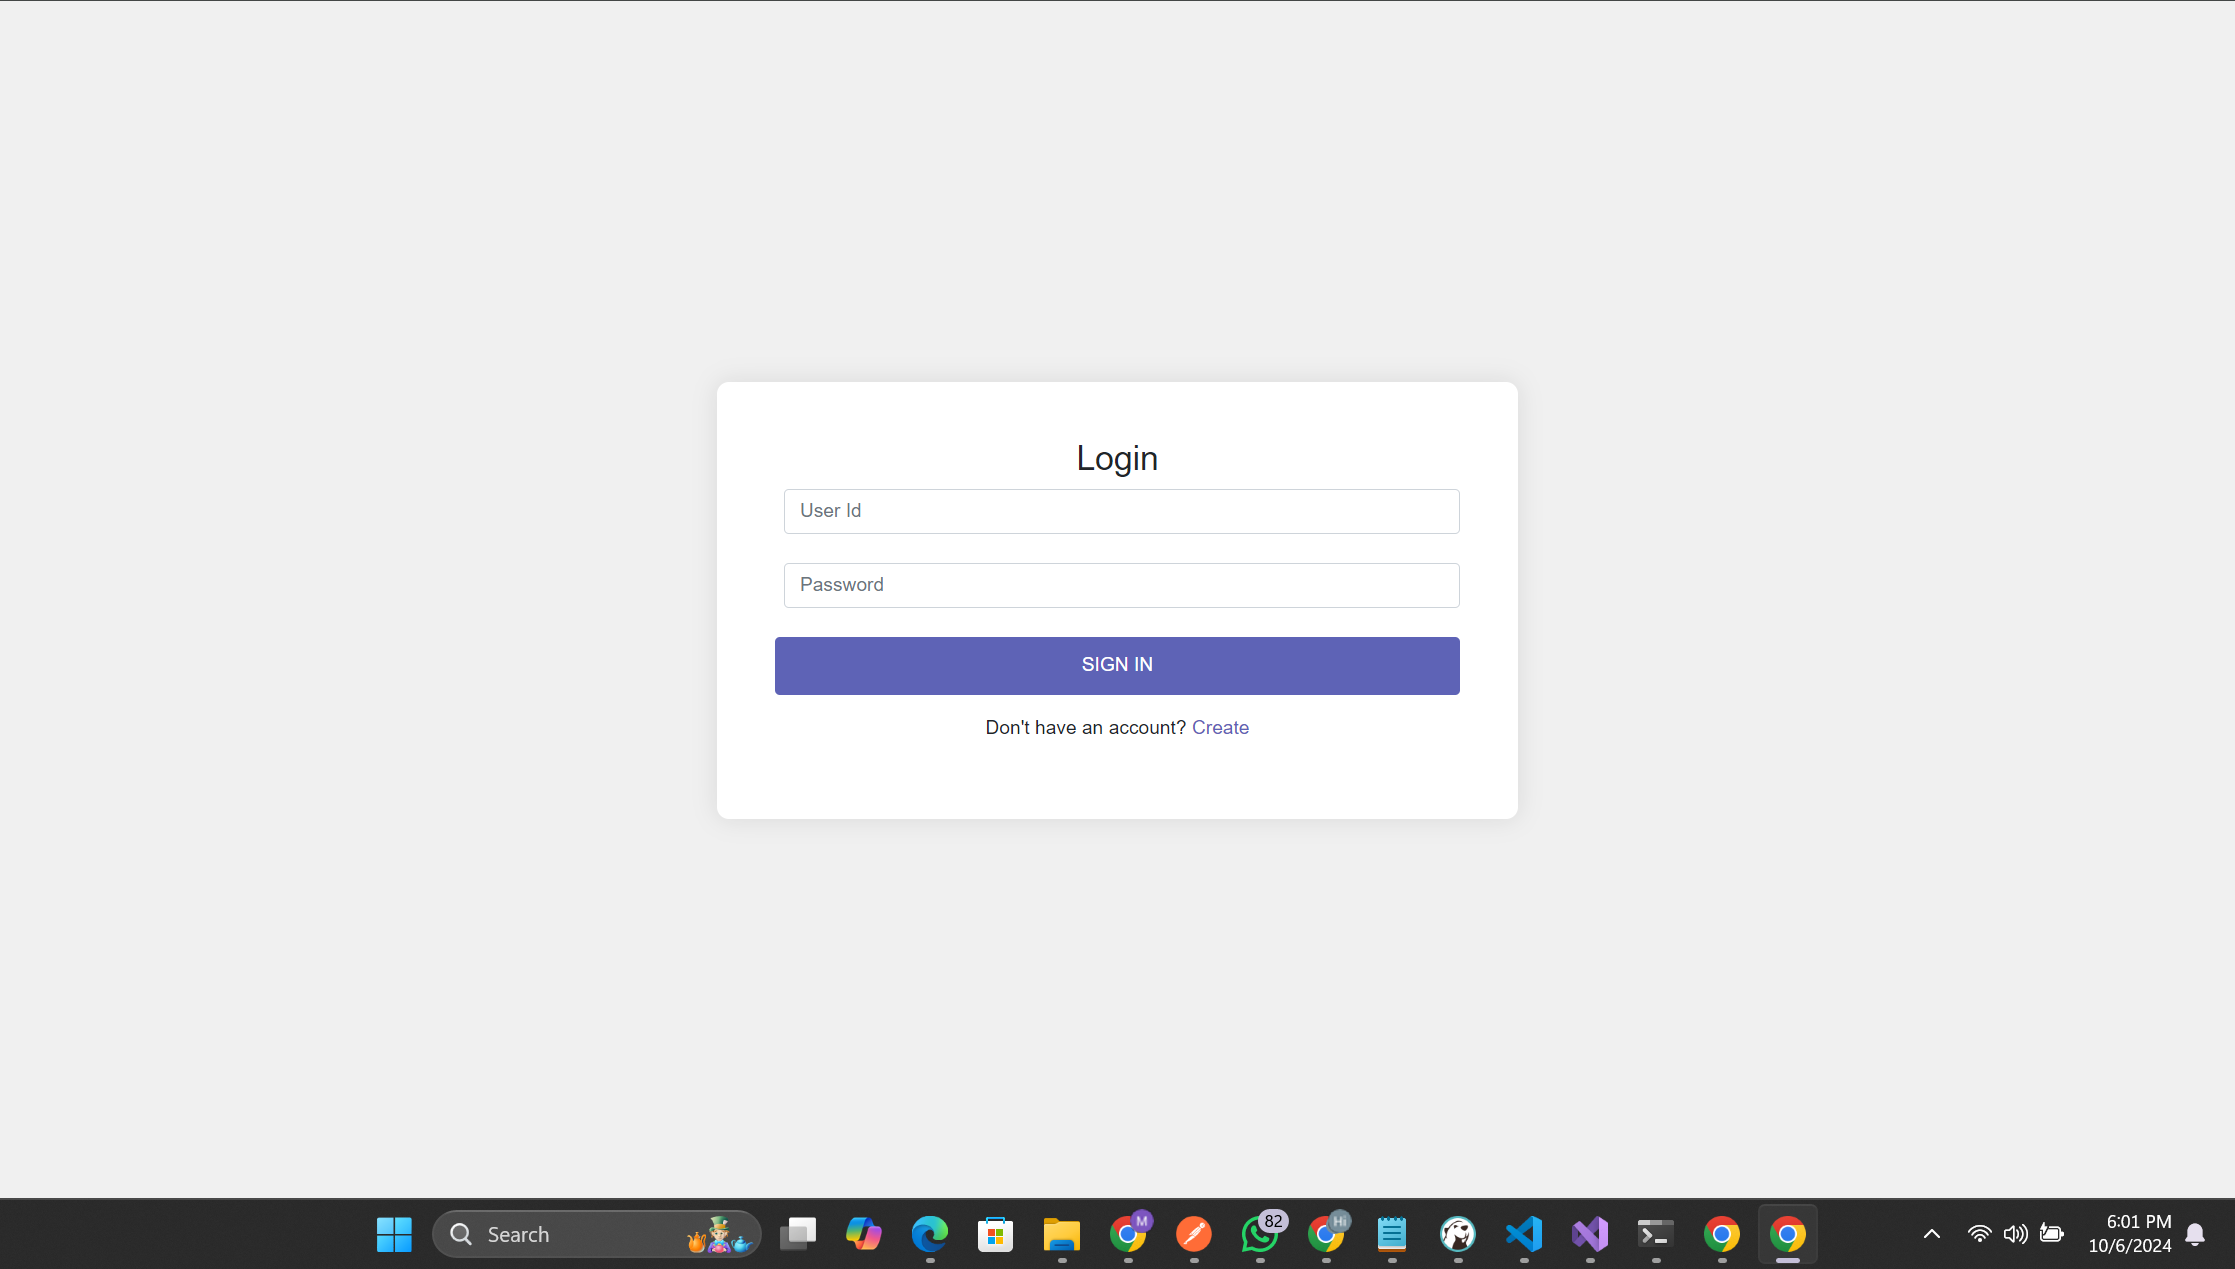 Login
User Id
Password
SIGN IN
Don't have an account? Create
Search
M
82
Hi
6:01 PM
10/6/2024